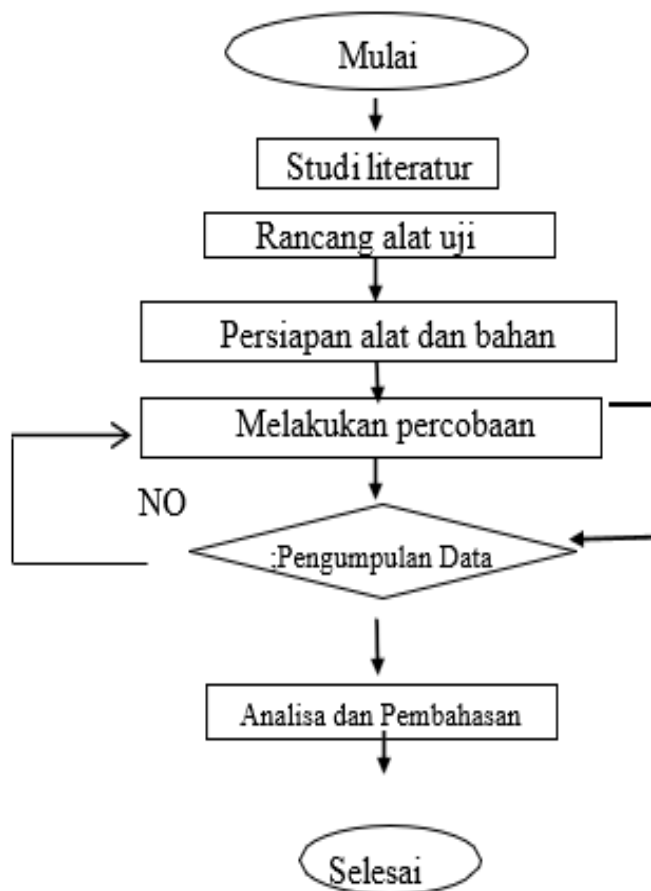 Mulai
Studi literatur
Rancang alat uji
Persiapan alat dan bahan
Melakukan percobaan
NO
:Pengumpulan Data
Analisa dan Pembahasan
Selesai